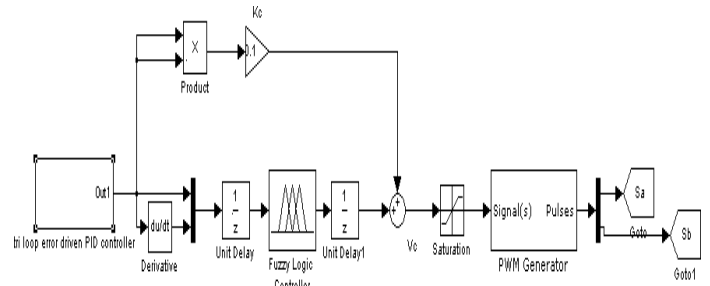 Kc
X
0.1
Product
Out1
tri loop error driven PID controller
du/dt
Derivative
1
z
Unit Delay
Fuzzy Logic
Controller
1
z
Unit Delay1
+
+
Vc
Saturation
Signal(s) Pulses
PWM Generator
Sa
Goto
Sb
Goto1